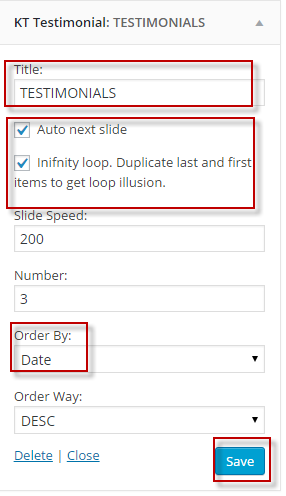 KT Testimonial: TESTIMONIALS
Title:
TESTIMONIALS
Auto next slide
Inifnity loop. Duplicate last and first
items to get loop illusion.
Slide Speed:
200
Number:
3
Order By:
Date
Order Way:
DESC
Delete | Close
Save